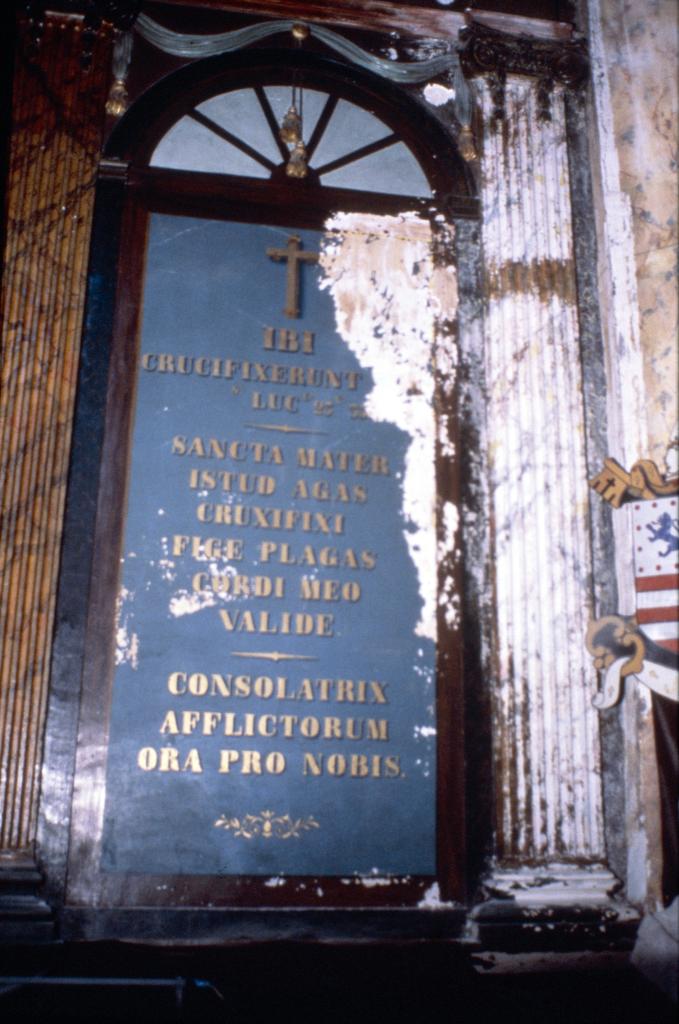 IBI
CRUCIFIXERUNT
S LUC
SANCTA MATER
ISTUD AGAS
CRUXIFIXI
FIGE PLAGAS
CORDI MEO
VALIDE
CONSOLATRIX
AFFLICTORUM
ORA PRO NOBIS.